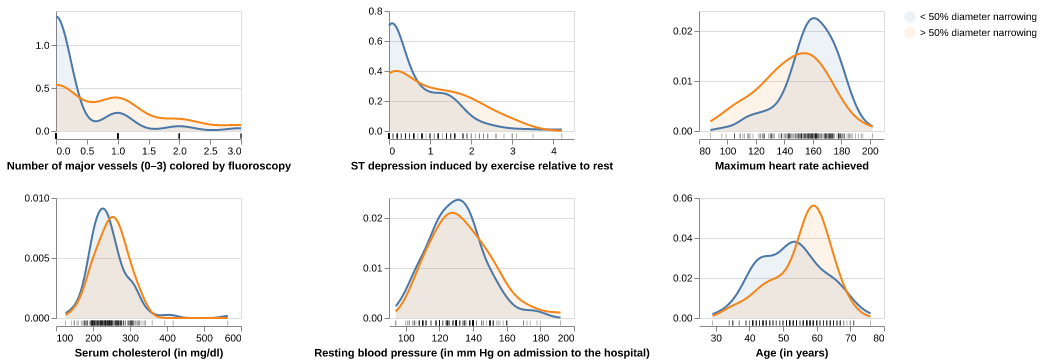 < 50% diameter narrowing
> 50% diameter narrowing
1.0
0.5
0.0
0.0 0.5 1.0 1.5 2.0 2.5 3.0
Number of major vessels (0–3) colored by fluoroscopy
0.8
0.6
0.4
0.2
0.0
0 1 2 3 4
ST depression induced by exercise relative to rest
0.02
0.01
0.00
80 100 120 140 160 180 200
Maximum heart rate achieved
0.010
0.005
0.000
200 300 400 500 600
Serum cholesterol (in mg/dl)
0.02
0.01
0.00
100 120 140 160 180 200
Resting blood pressure (in mm Hg on admission to the hospital)
0.06
0.04
0.02
0.00
30 40 50 60 70 80
Age (in years)